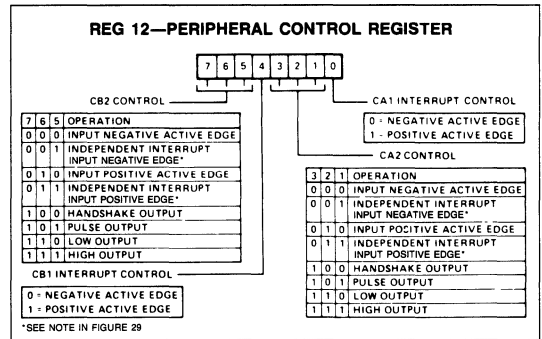 REG 12—PERIPHERAL CONTROL REGISTER
7 6 5 4 3 2 1 0
CB2 CONTROL
7 6 5 OPERATION
0 0 0 INPUT NEGATIVE ACTIVE EDGE
0 0 1 INDEPENDENT INTERRUPT
INPUT NEGATIVE EDGE*
0 1 0 INPUT POSITIVE ACTIVE EDGE
0 1 1 INDEPENDENT INTERRUPT
INPUT POSITIVE EDGE*
1 0 0 HANDSHAKE OUTPUT
1 0 1 PULSE OUTPUT
1 1 0 LOW OUTPUT
1 1 1 HIGH OUTPUT
CB1 INTERRUPT CONTROL
0 = NEGATIVE ACTIVE EDGE
1 = POSITIVE ACTIVE EDGE
*SEE NOTE IN FIGURE 29
CA1 INTERRUPT CONTROL
0 = NEGATIVE ACTIVE EDGE
1 - POSITIVE ACTIVE EDGE
CA2 CONTROL
3 2 1 OPERATION
0 0 0 INPUT NEGATIVE ACTIVE EDGE
0 0 1 INDEPENDENT INTERRUPT
INPUT NEGATIVE EDGE*
0 1 0 INPUT POSITIVE ACTIVE EDGE
0 1 1 INDEPENDENT INTERRUPT
INPUT POSITIVE EDGE*
1 0 0 HANDSHAKE OUTPUT
1 0 1 PULSE OUTPUT
1 1 0 LOW OUTPUT
1 1 1 HIGH OUTPUT